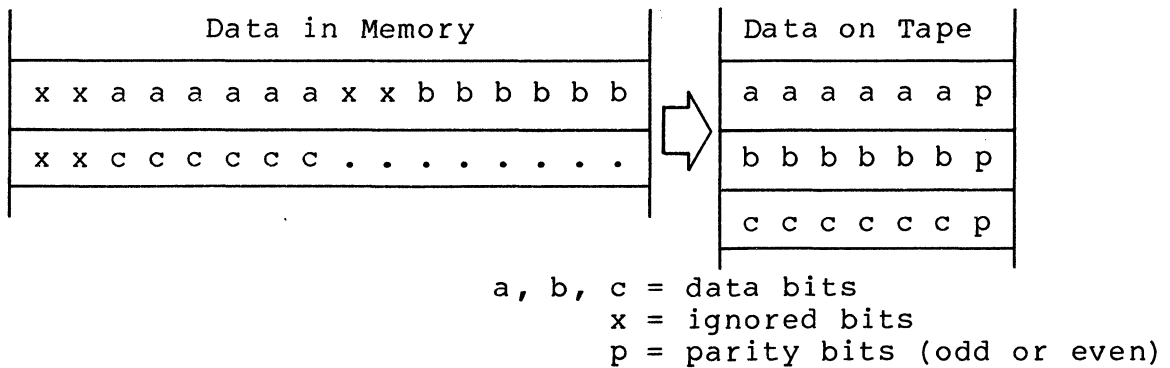 Data in Memory
Data on Tape
x x a a a a a a x x b b b b b b
a a a a a a p
x x c c c c c c . . . . . . . .
b b b b b b p
c c c c c c p
a, b, c = data bits
x = ignored bits
p = parity bits (odd or even)